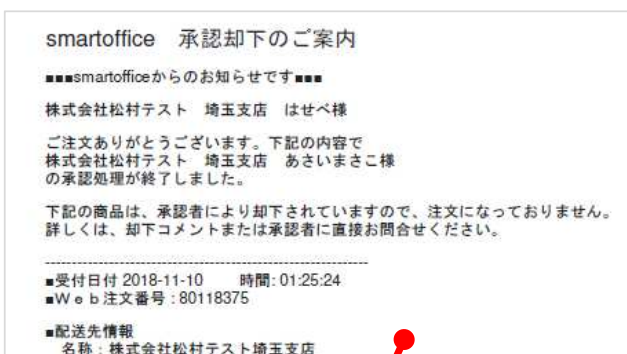 smartoffice　承認却下のご案内
■■■smartofficeからのお知らせです■■■
株式会社松村テスト　埼玉支店　はせべ様
ご注文ありがとうございます。下記の内容で
株式会社松村テスト　埼玉支店　あさいまさこ様
の承認処理が終了しました。
下記の商品は、承認者により却下されていますので、注文になっておりません。
詳しくは、却下コメントまたは承認者に直接お問合せください。
-------------------------------------------------------------
■受付日付 2018-11-10　　時間: 01:25:24
■Ｗｅｂ注文番号 : 80118375
■配送先情報
名称 : 株式会社松村テスト埼玉支店